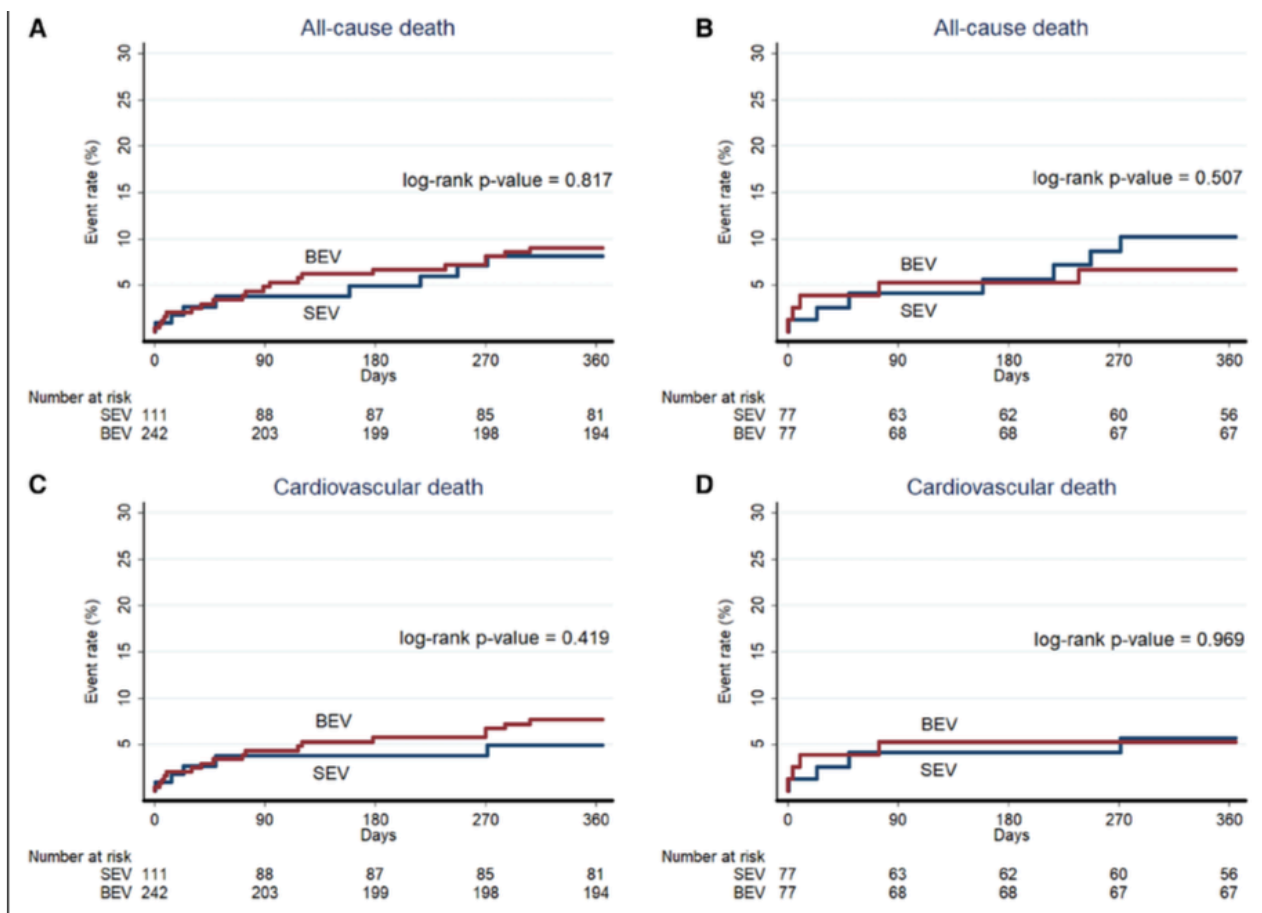 A
All-cause death
30
25
20
15
10
5
Event rate (%)
log-rank p-value = 0.817
BEV
SEV
0 90 180 270 360
Days
Number at risk
SEV 111 88 87 85 81
BEV 242 203 199 198 194
B
All-cause death
30
25
20
15
10
5
Event rate (%)
log-rank p-value = 0.507
BEV
SEV
0 90 180 270 360
Days
Number at risk
SEV 77 63 62 60 56
BEV 77 68 68 67 67
C
Cardiovascular death
30
25
20
15
10
5
Event rate (%)
log-rank p-value = 0.419
BEV
SEV
0 90 180 270 360
Days
Number at risk
SEV 111 88 87 85 81
BEV 242 203 199 198 194
D
Cardiovascular death
30
25
20
15
10
5
Event rate (%)
log-rank p-value = 0.969
BEV
SEV
0 90 180 270 360
Days
Number at risk
SEV 77 63 62 60 56
BEV 77 68 68 67 67